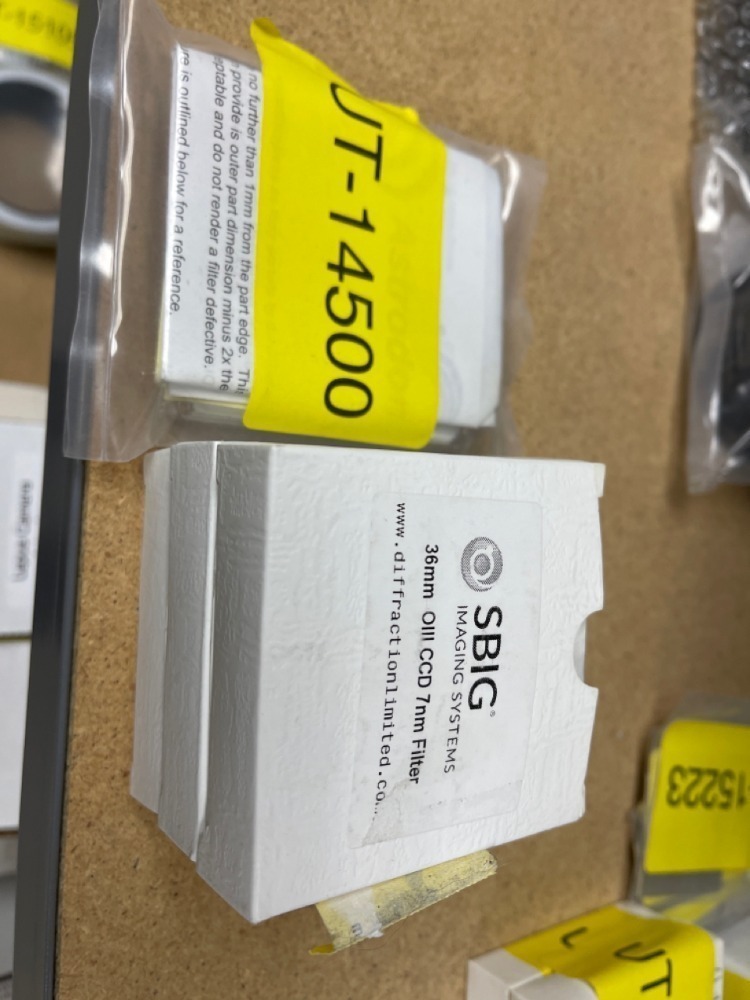 no further than 1mm from the part edge. Thi
provide is outer part dimension minus 2x the
ptable and do not render a filter defective.
re is outlined below for a reference.
UT-14500
SBIG®
IMAGING SYSTEMS
36mm OIII CCD 7nm Filter
www.diffractionlimited.co
-15223
UT